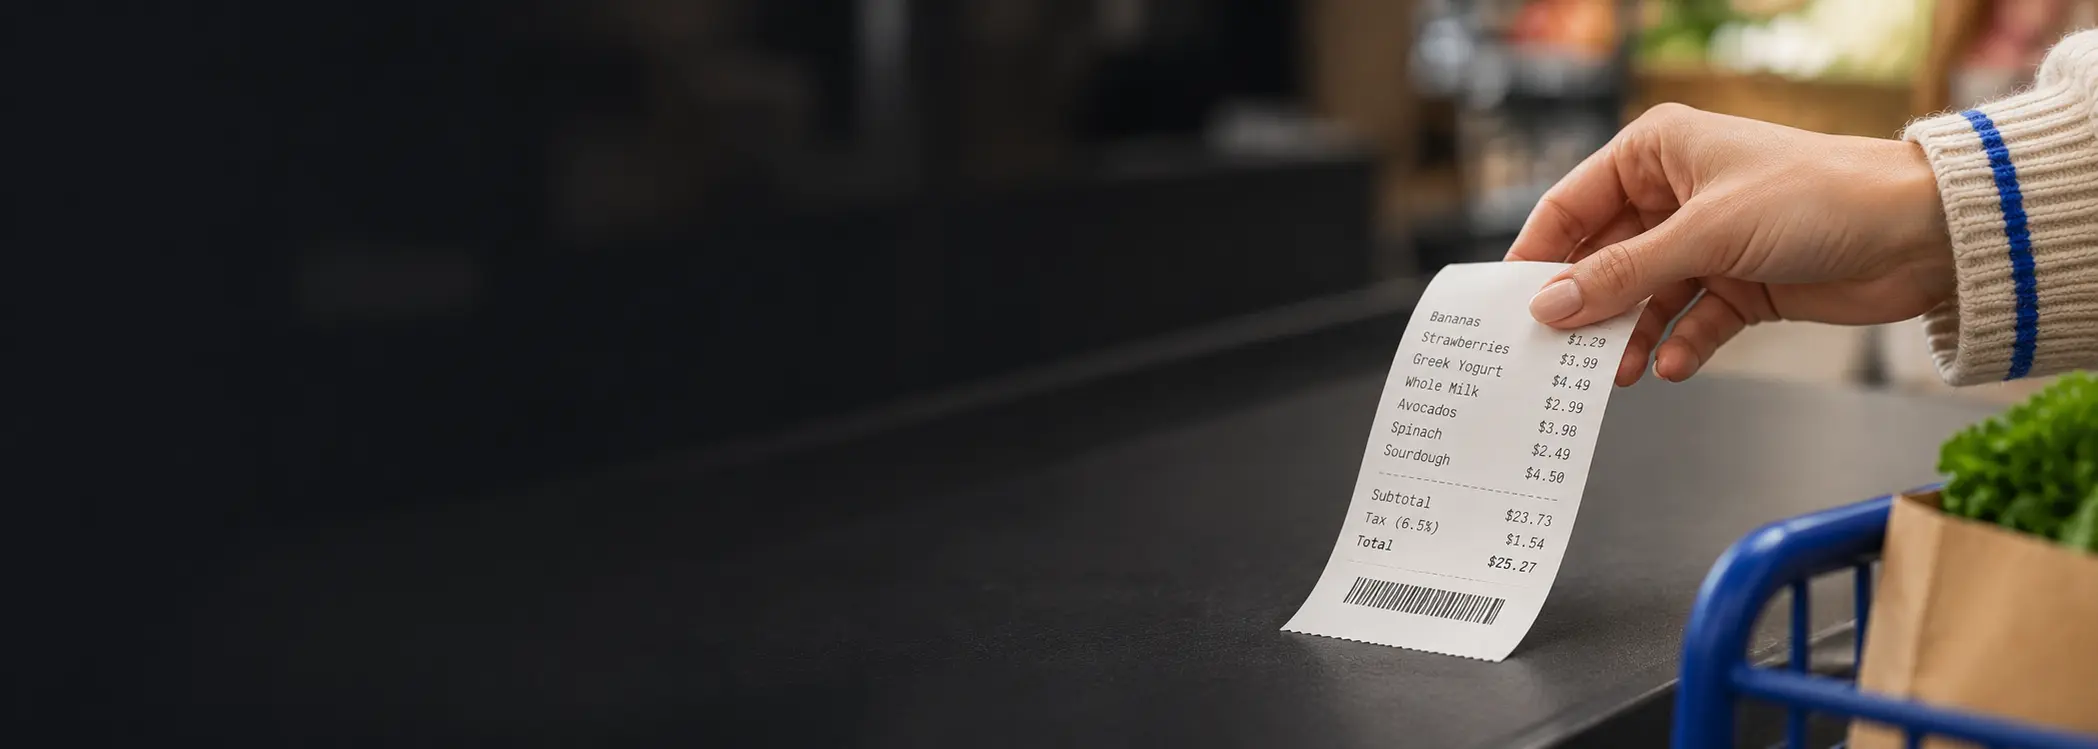 Bananas $1.29
Strawberries $3.99
Greek Yogurt $4.49
Whole Milk $2.99
Avocados $3.98
Spinach $2.49
Sourdough $4.50
Subtotal $23.73
Tax (6.5%) $1.54
Total $25.27